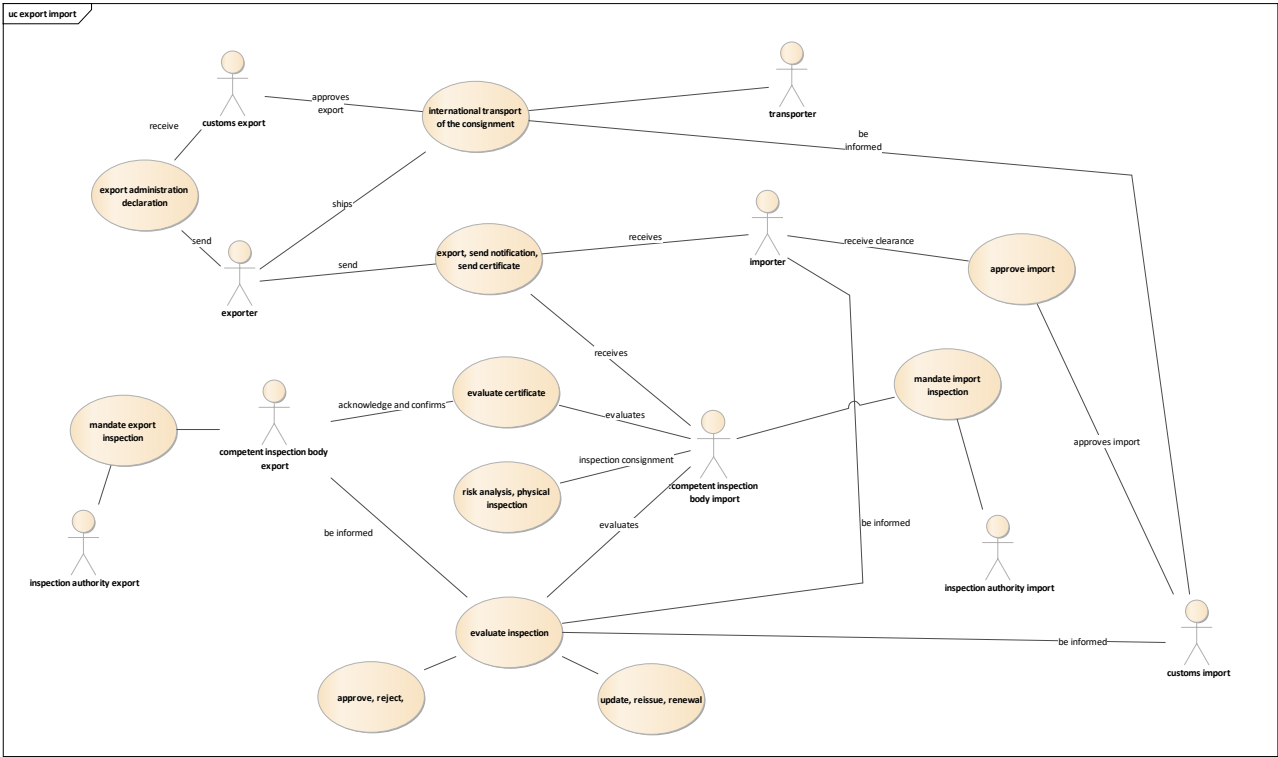 uc export import
approves
export
international transport
of the consignment
transporter
customs export
receive
be
informed
export administration
declaration
ships
send
exporter
send
export, send notification,
send certificate
receives
importer
receive clearance
approve import
receives
mandate export
inspection
acknowledge and confirms
competent inspection body
export
evaluate certificate
evaluates
mandate import
inspection
approves import
inspection consignment
risk analysis, physical
inspection
competent inspection
body import
evaluates
be informed
be informed
inspection authority export
inspection authority import
evaluate inspection
be informed
customs import
approve, reject,
update, reissue, renewal